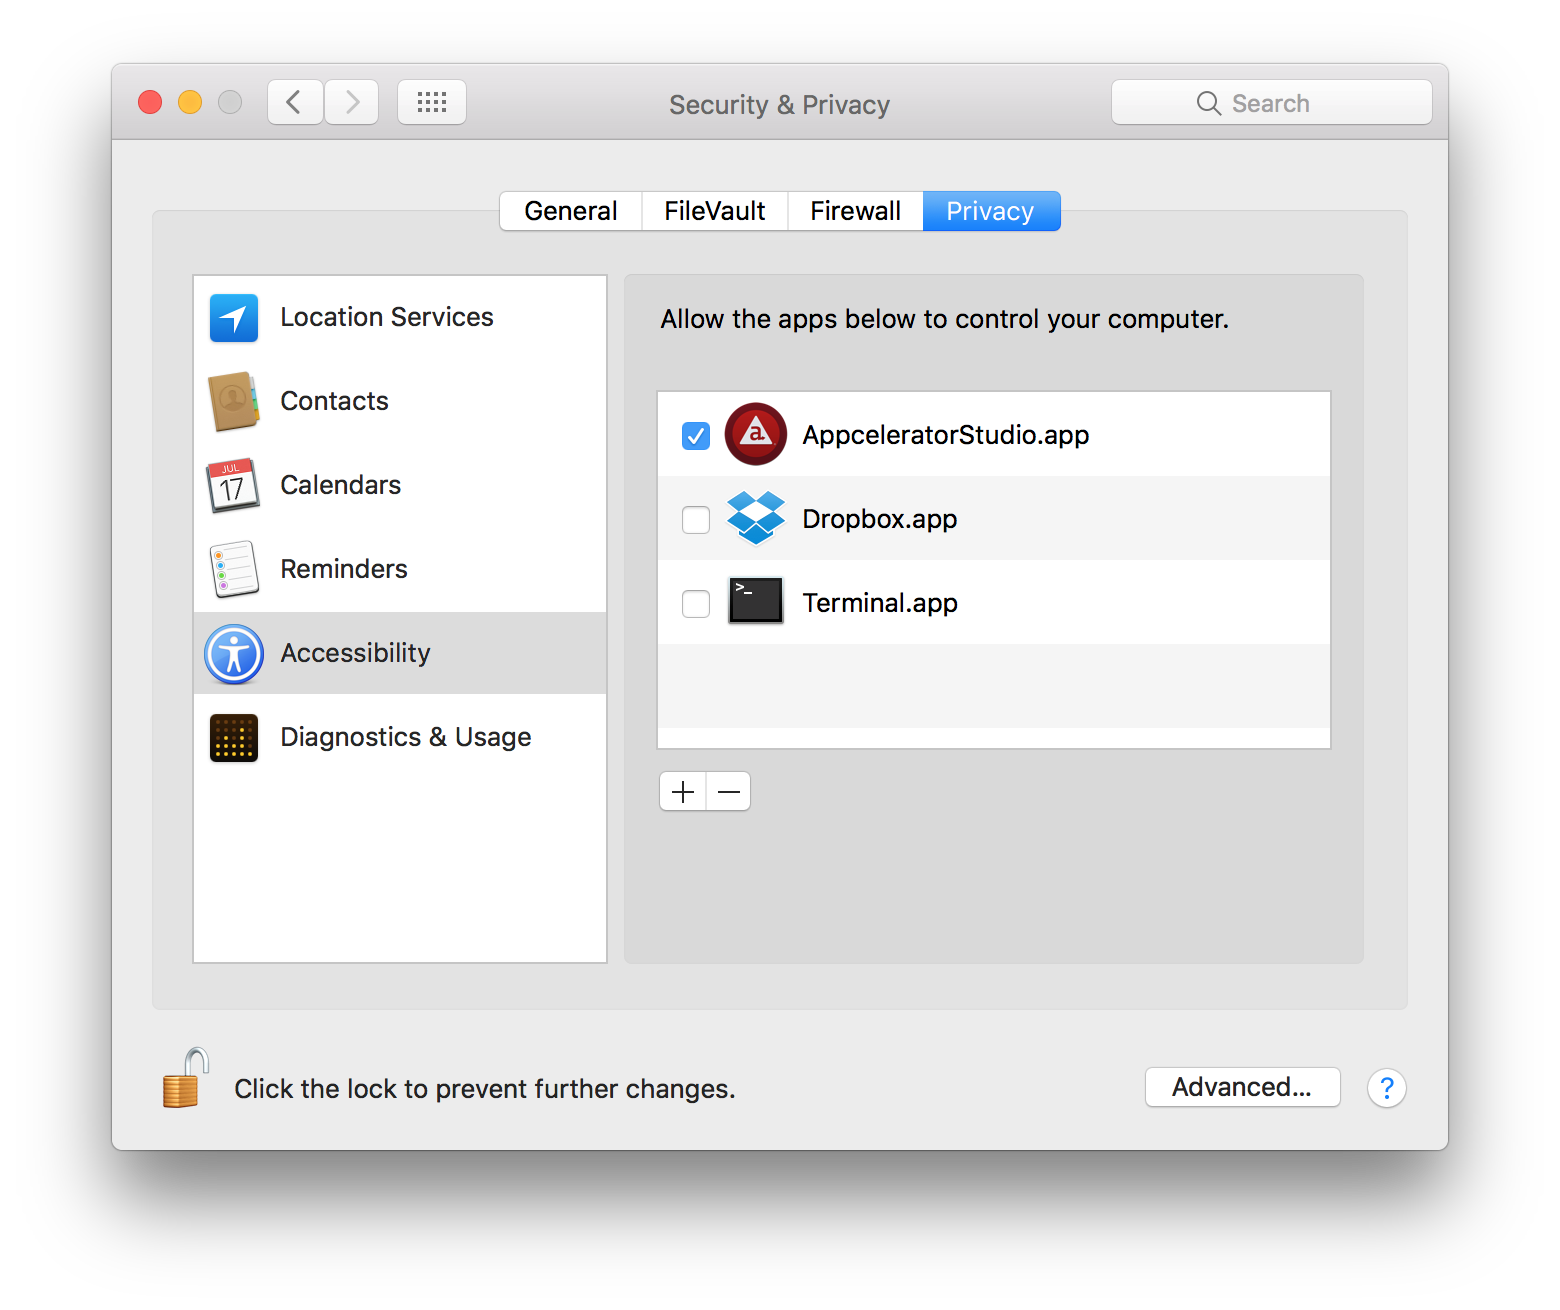 Security & Privacy
Search
General
FileVault
Firewall
Privacy
Location Services
Contacts
JUL
17
Calendars
Reminders
Accessibility
Diagnostics & Usage
Allow the apps below to control your computer.
a
AppceleratorStudio.app
Dropbox.app
>_
Terminal.app
Click the lock to prevent further changes.
Advanced...
?